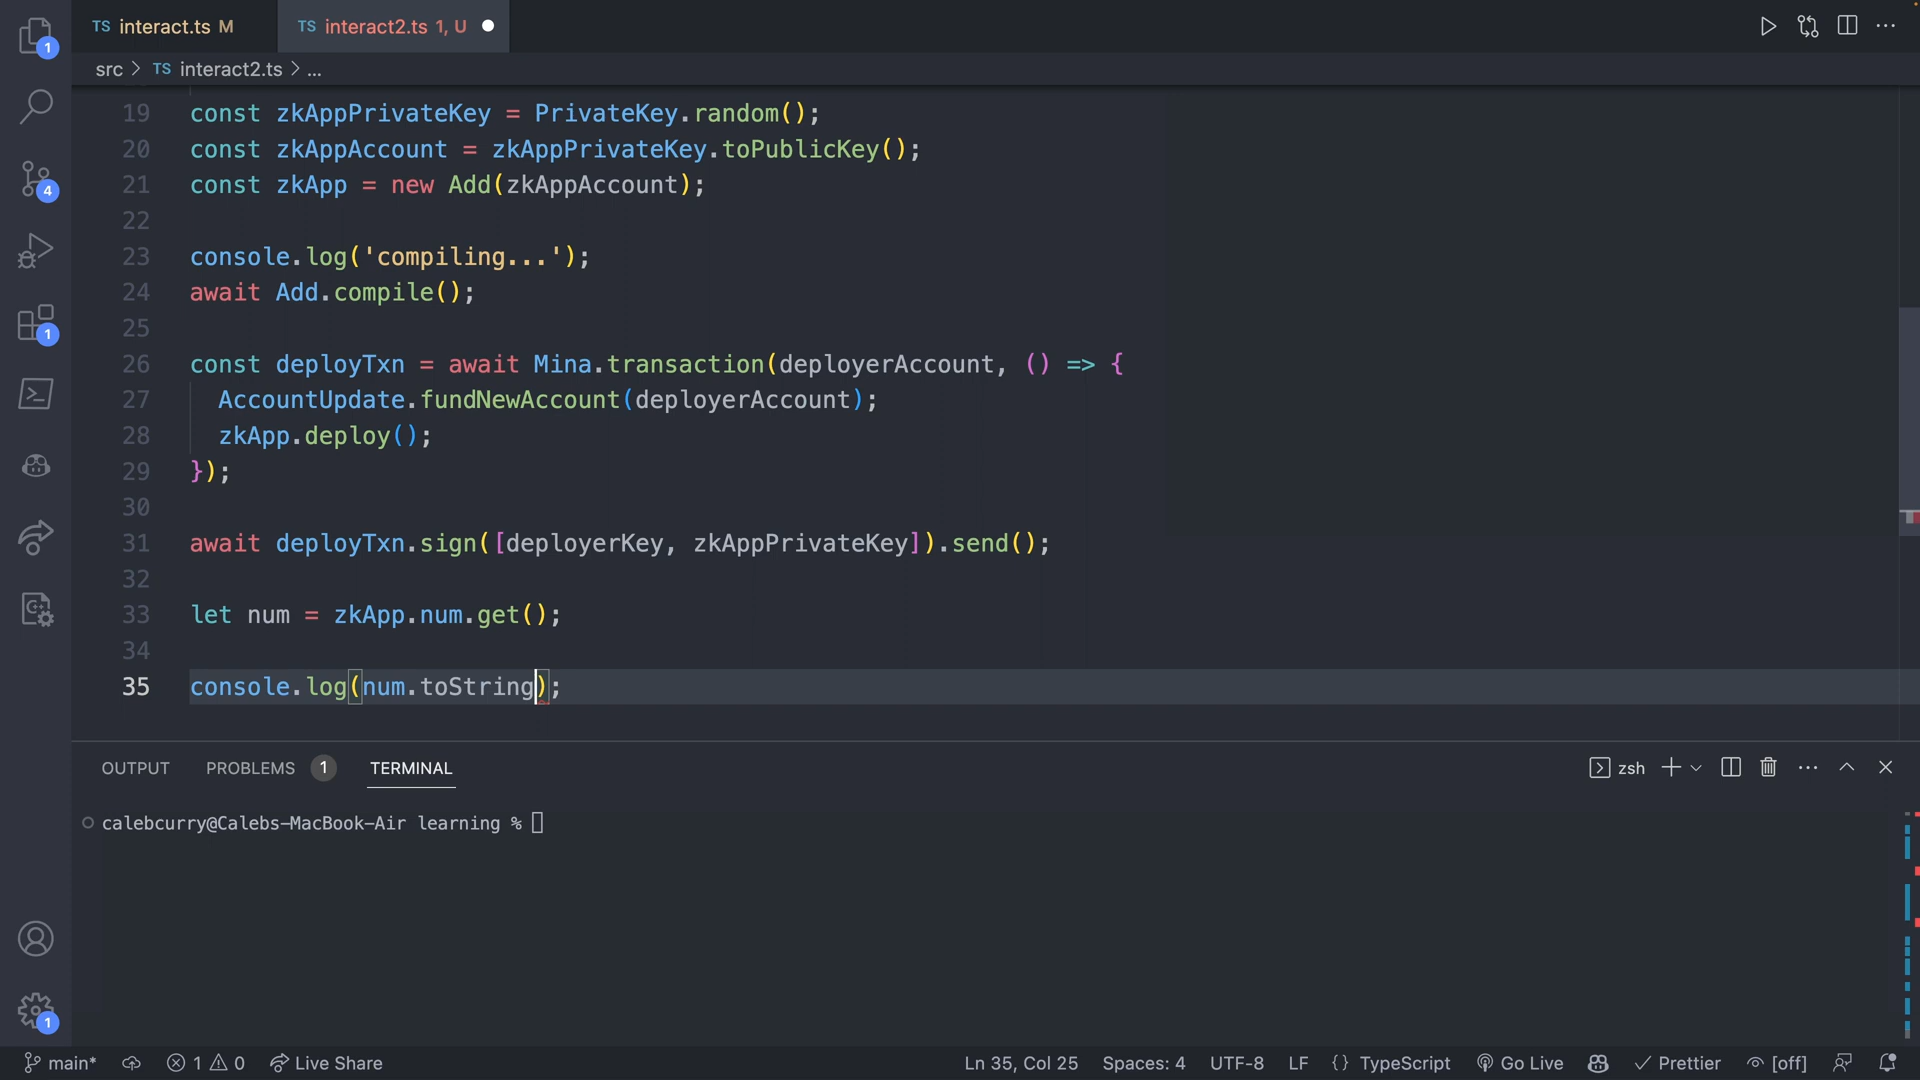 TS interact.ts M TS interact2.ts 1, U
src > TS interact2.ts > ...
19 const zkAppPrivateKey = PrivateKey.random();
20 const zkAppAccount = zkAppPrivateKey.toPublicKey();
21 const zkApp = new Add(zkAppAccount);
22
23 console.log('compiling...');
24 await Add.compile();
25
26 const deployTxn = await Mina.transaction(deployerAccount, () => {
27 AccountUpdate.fundNewAccount(deployerAccount);
28 zkApp.deploy();
29 });
30
31 await deployTxn.sign([deployerKey, zkAppPrivateKey]).send();
32
33 let num = zkApp.num.get();
34
35 console.log(num.toString);
OUTPUT PROBLEMS 1 TERMINAL zsh
calebcurry@Calebs-MacBook-Air learning %
main* 1 0 Live Share Ln 35, Col 25 Spaces: 4 UTF-8 LF {} TypeScript Go Live Prettier [off]
1
4
1
1